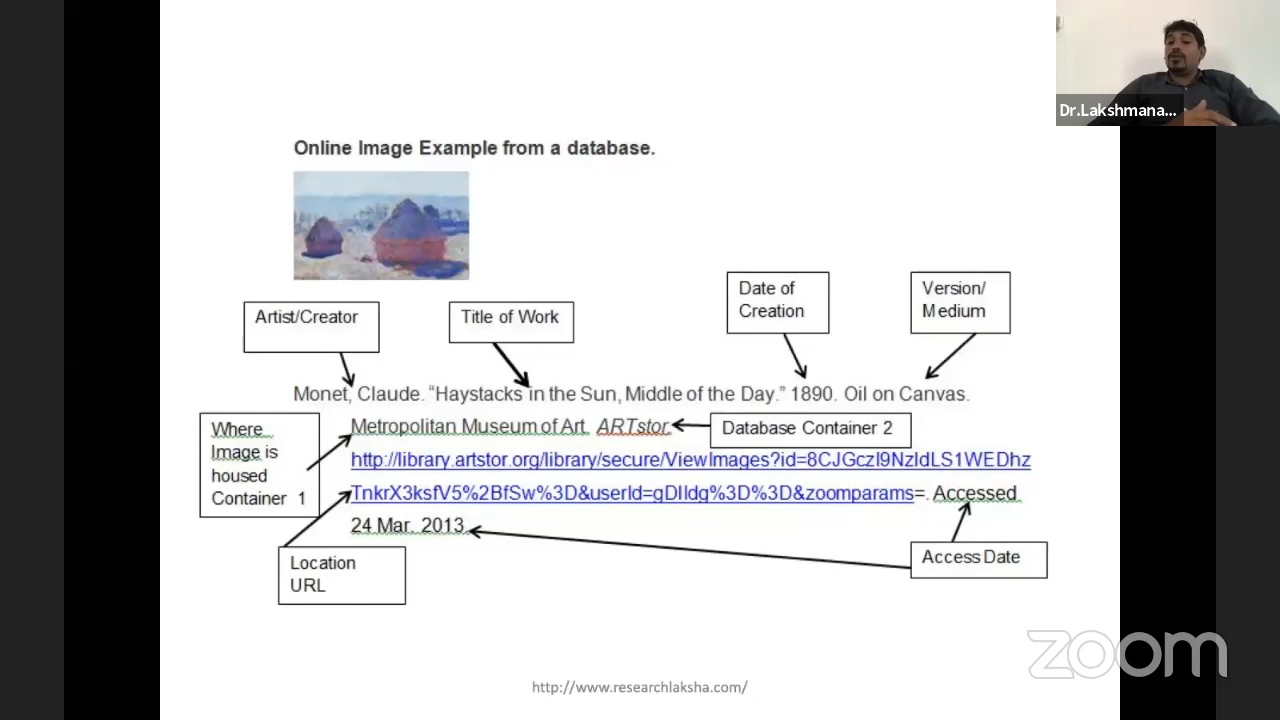 Dr.Lakshmana...
Online Image Example from a database.
Artist/Creator
Title of Work
Date of
Creation
Version/
Medium
Monet, Claude. “Haystacks in the Sun, Middle of the Day.” 1890. Oil on Canvas.
Where
Image is
housed
Container 1
Metropolitan Museum of Art. ARTstor.
Database Container 2
http://library.artstor.org/library/secure/ViewImages?id=8CJGczI9NzldLS1WEDhz
TnkrX3ksfV5%2BfSw%3D&userId=gDIIdg%3D%3D&zoomparams=. Accessed
24 Mar. 2013.
Location
URL
Access Date
zoom
http://www.researchlaksha.com/